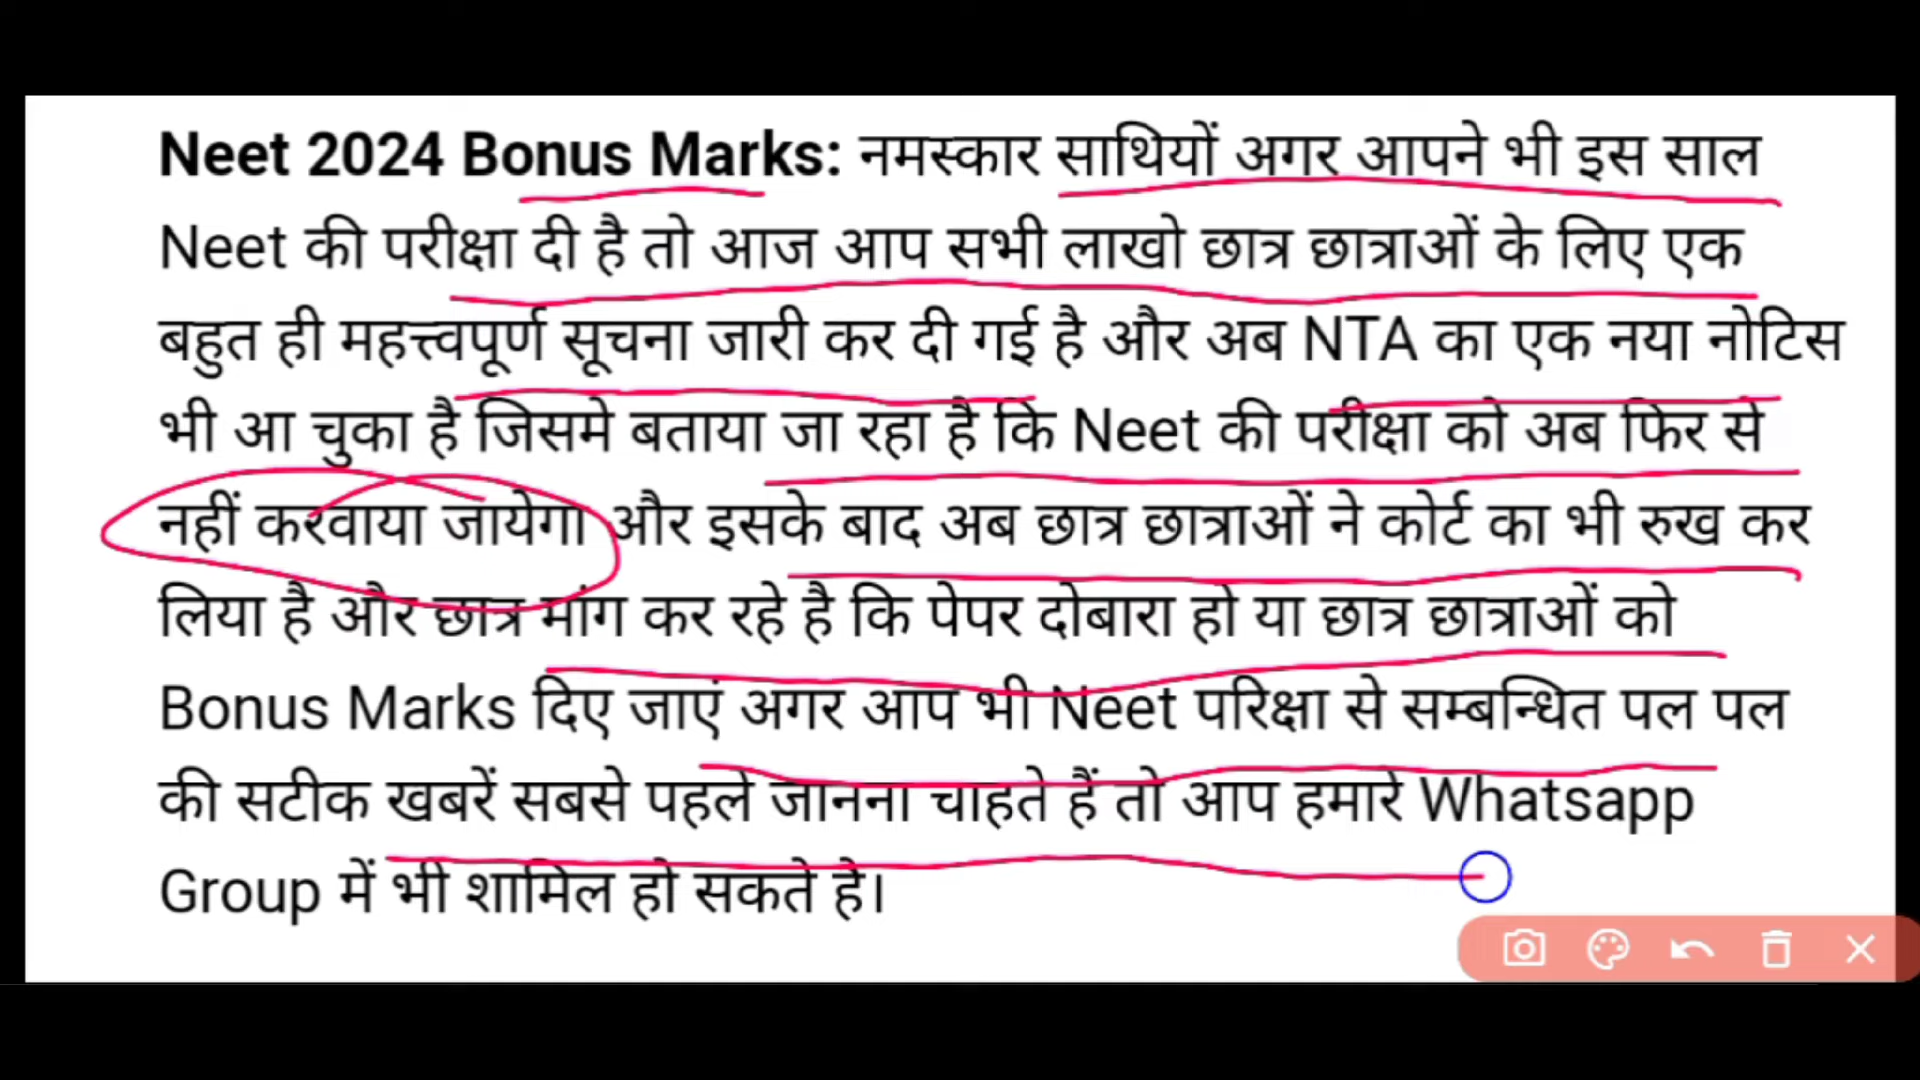 Neet 2024 Bonus Marks: नमस्कार साथियों अगर आपने भी इस साल
Neet की परीक्षा दी है तो आज आप सभी लाखो छात्र छात्राओं के लिए एक
बहुत ही महत्त्वपूर्ण सूचना जारी कर दी गई है और अब NTA का एक नया नोटिस
भी आ चुका है जिसमे बताया जा रहा है कि Neet की परीक्षा को अब फिर से
नहीं करवाया जायेगा और इसके बाद अब छात्र छात्राओं ने कोर्ट का भी रुख कर
लिया है और छात्र मांग कर रहे है कि पेपर दोबारा हो या छात्र छात्राओं को
Bonus Marks दिए जाएं अगर आप भी Neet परिक्षा से सम्बन्धित पल पल
की सटीक खबरें सबसे पहले जानना चाहते हैं तो आप हमारे Whatsapp
Group में भी शामिल हो सकते है।